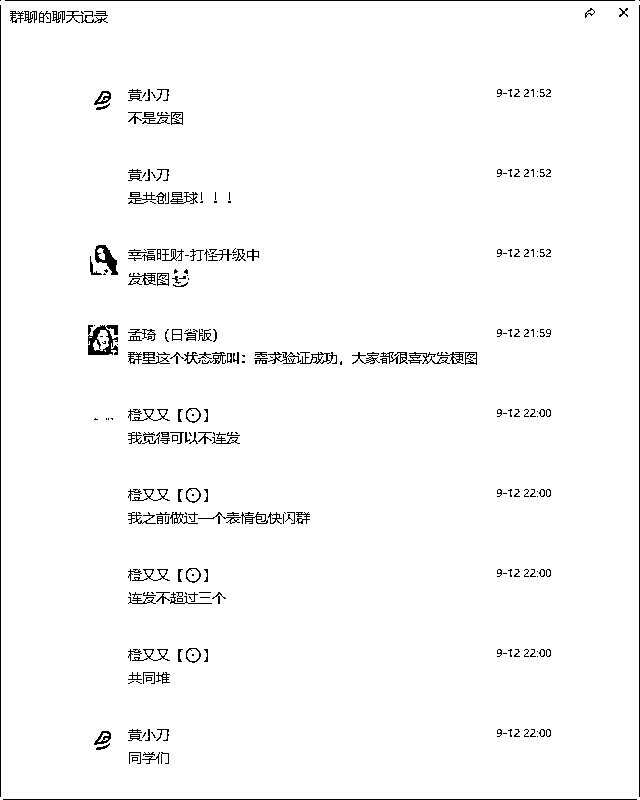 群聊的聊天记录
黄小刀 9-12 21:52
不是发图
黄小刀 9-12 21:52
是共创星球！！！
幸福旺财-打怪升级中 9-12 21:52
发梗图
孟琦（日省版） 9-12 21:59
群里这个状态就叫：需求验证成功，大家都很喜欢发梗图
橙又又【⊙】 9-12 22:00
我觉得可以不连发
橙又又【⊙】 9-12 22:00
我之前做过一个表情包快闪群
橙又又【⊙】 9-12 22:00
连发不超过三个
橙又又【⊙】 9-12 22:00
共同堆
黄小刀 9-12 22:00
同学们